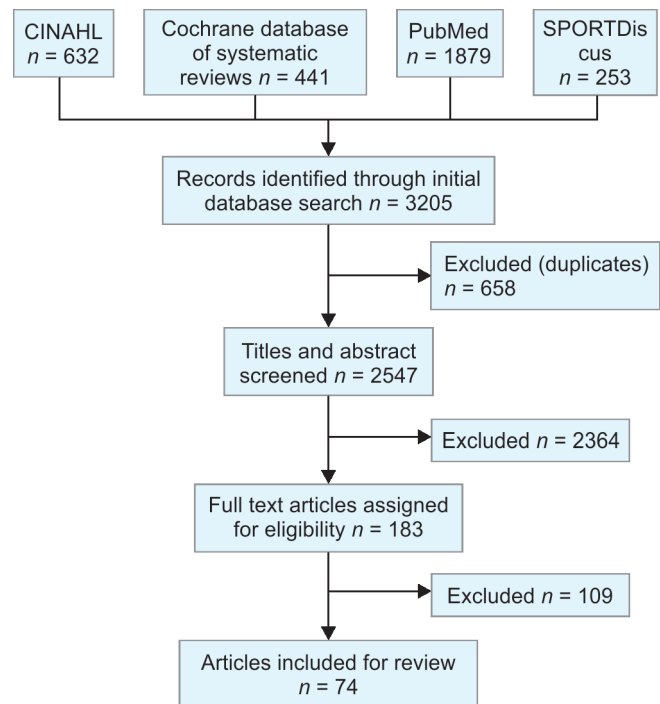 CINAHL
n = 632
Cochrane database
of systematic
reviews n = 441
PubMed
n = 1879
SPORTDis
cus
n = 253
Records identified through initial
database search n = 3205
Excluded (duplicates)
n = 658
Titles and abstract
screened n = 2547
Excluded n = 2364
Full text articles assigned
for eligibility n = 183
Excluded n = 109
Articles included for review
n = 74